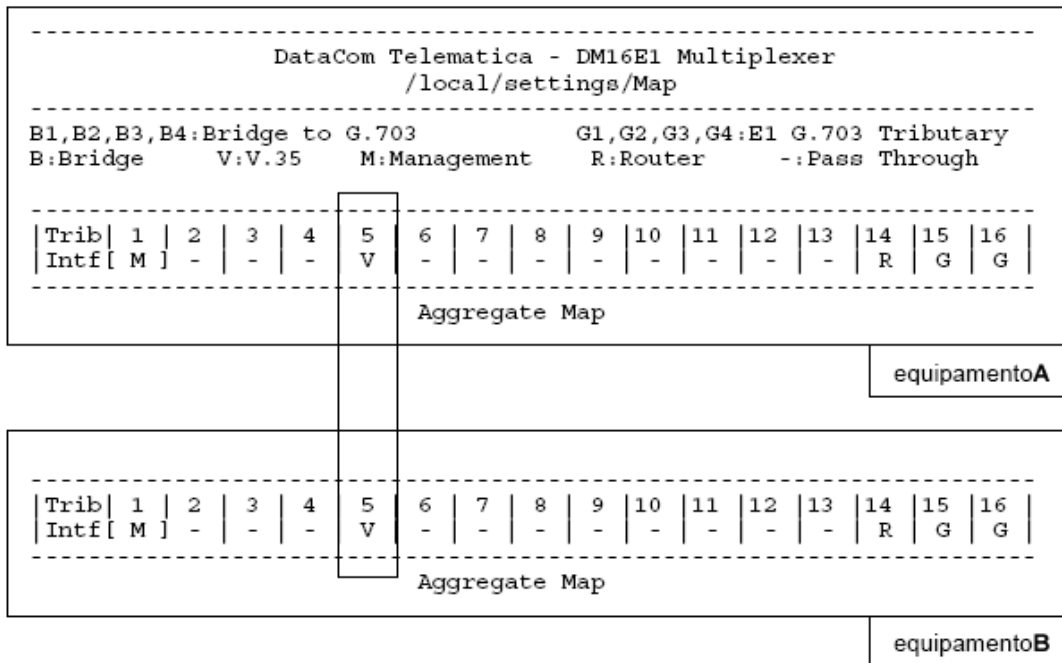 --------------------------------------------------------------------
DataCom Telematica - DM16E1 Multiplexer
/local/settings/Map
--------------------------------------------------------------------
B1,B2,B3,B4:Bridge to G.703 G1,G2,G3,G4:E1 G.703 Tributary
B:Bridge V:V.35 M:Management R:Router -:Pass Through
--------------------------------------------------------------------
|Trib| 1 | 2 | 3 | 4 | 5 | 6 | 7 | 8 | 9 |10 |11 |12 |13 |14 |15 |16 |
|Intf[ M ] - | - | - | V | - | - | - | - | - | - | - | - | R | G | G |
--------------------------------------------------------------------
Aggregate Map
equipamentoA
--------------------------------------------------------------------
|Trib| 1 | 2 | 3 | 4 | 5 | 6 | 7 | 8 | 9 |10 |11 |12 |13 |14 |15 |16 |
|Intf[ M ] - | - | - | V | - | - | - | - | - | - | - | - | R | G | G |
--------------------------------------------------------------------
Aggregate Map
equipamentoB